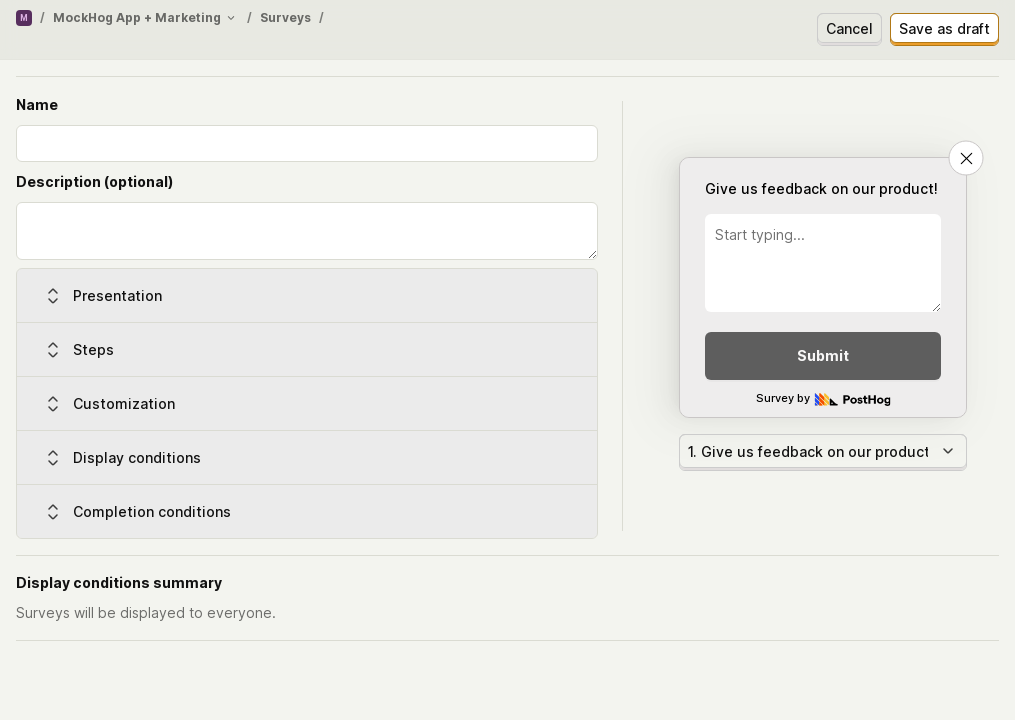 M / MockHog App + Marketing / Surveys /
Cancel
Save as draft
Name
Description (optional)
Presentation
Steps
Customization
Display conditions
Completion conditions
Give us feedback on our product!
Start typing...
Submit
Survey by PostHog
1. Give us feedback on our product
Display conditions summary
Surveys will be displayed to everyone.